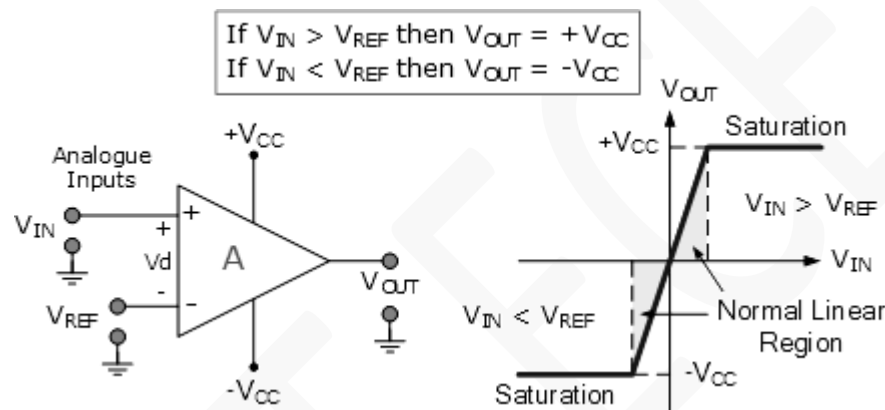 If VIN > VREF then VOUT = +VCC
If VIN < VREF then VOUT = -VCC
VOUT
+VCC
Saturation
+VCC
Analogue
Inputs
VIN
+
+
Vd
A
-
-
VREF
VOUT
-VCC
VIN > VREF
VIN
VIN < VREF
Normal Linear
Region
-VCC
Saturation